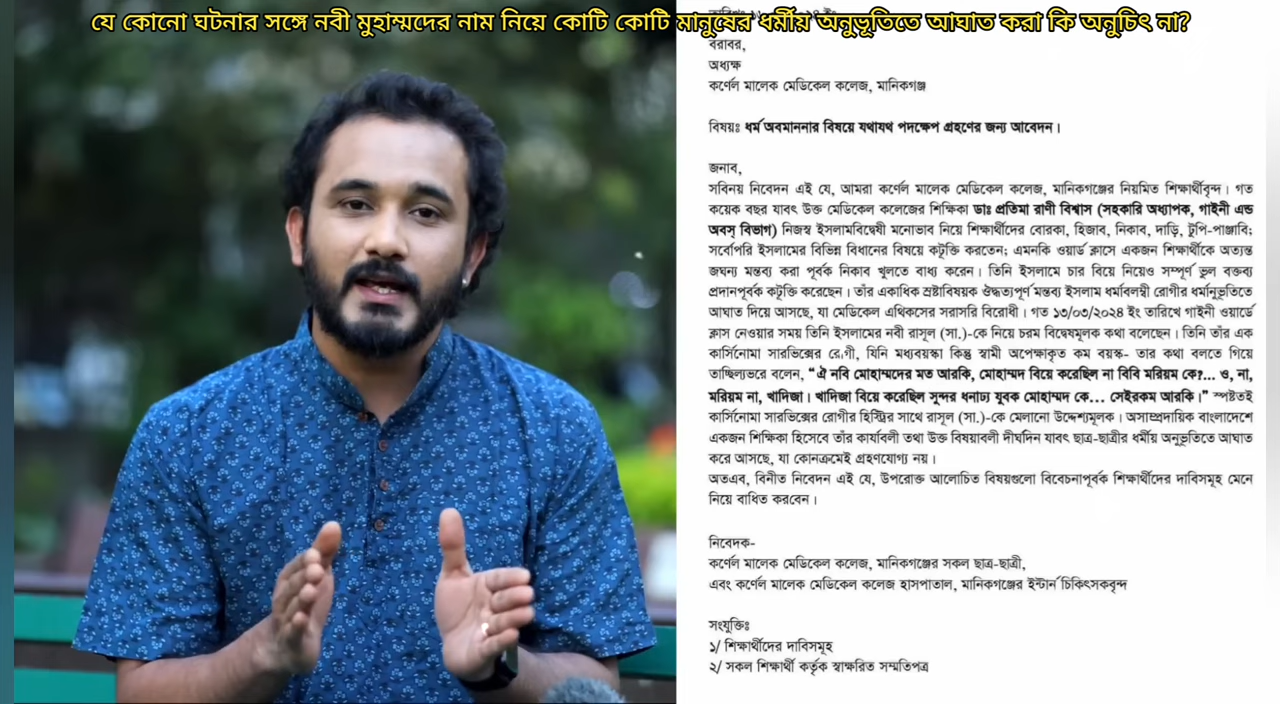 যে কোনো ঘটনার সঙ্গে নবী মুহাম্মদের নাম নিয়ে কোটি কোটি মানুষের ধর্মীয় অনুভূতিতে আঘাত করা কি অনুচিৎ না?
বরাবর,
অধ্যক্ষ
কর্ণেল মালেক মেডিকেল কলেজ, মানিকগঞ্জ
বিষয়ঃ ধর্ম অবমাননার বিষয়ে যথাযথ পদক্ষেপ গ্রহণের জন্য আবেদন।
জনাব,
সবিনয় নিবেদন এই যে, আমরা কর্ণেল মালেক মেডিকেল কলেজ, মানিকগঞ্জের নিয়মিত শিক্ষার্থীবৃন্দ। গত
কয়েক বছর যাবৎ উক্ত মেডিকেল কলেজের শিক্ষিকা ডাঃ প্রতিমা রাণী বিশ্বাস (সহকারি অধ্যাপক, গাইনী এন্ড
অবস্ বিভাগ) নিজস্ব ইসলামবিদ্বেষী মনোভাব নিয়ে শিক্ষার্থীদের বোরকা, হিজাব, নিকাব, দাড়ি, টুপি-পাঞ্জাবি;
সর্বোপরি ইসলামের বিভিন্ন বিধানের বিষয়ে কটূক্তি করতেন; এমনকি ওয়ার্ড ক্লাসে একজন শিক্ষার্থীকে অত্যন্ত
জঘন্য মন্তব্য করা পূর্বক নিকাব খুলতে বাধ্য করেন। তিনি ইসলামে চার বিয়ে নিয়েও সম্পূর্ণ ভুল বক্তব্য
প্রদানপূর্বক কটূক্তি করেছেন। তাঁর একাধিক স্রষ্টাবিষয়ক ঔদ্ধত্যপূর্ণ মন্তব্য ইসলাম ধর্মাবলম্বী রোগীর ধর্মানুভূতিতে
আঘাত দিয়ে আসছে, যা মেডিকেল এথিকসের সরাসরি বিরোধী। গত ১৩/০৩/২০২৪ ইং তারিখে গাইনী ওয়ার্ডে
ক্লাস নেওয়ার সময় তিনি ইসলামের নবী রাসূল (সা.)-কে নিয়ে চরম বিদ্বেষমূলক কথা বলেছেন। তিনি তাঁর এক
কার্সিনোমা সারভিক্সের রোগী, যিনি মধ্যবয়স্কা কিন্তু স্বামী অপেক্ষাকৃত কম বয়স্ক- তার কথা বলতে গিয়ে
তাচ্ছিল্যভরে বলেন, “ঐ নবি মোহাম্মদের মত আরকি, মোহাম্মদ বিয়ে করেছিল না বিবি মরিয়ম কে?... ও, না,
মরিয়ম না, খাদিজা। খাদিজা বিয়ে করেছিল সুন্দর ধনাঢ্য যুবক মোহাম্মদ কে... সেইরকম আরকি।” স্পষ্টতই
কার্সিনোমা সারভিক্সের রোগীর হিস্ট্রির সাথে রাসূল (সা.)-কে মেলানো উদ্দেশ্যমূলক। অসাম্প্রদায়িক বাংলাদেশে
একজন শিক্ষিকা হিসেবে তাঁর কার্যাবলী তথা উক্ত বিষয়াবলী দীর্ঘদিন যাবৎ ছাত্র-ছাত্রীর ধর্মীয় অনুভূতিতে আঘাত
করে আসছে, যা কোনক্রমেই গ্রহণযোগ্য নয়।
অতএব, বিনীত নিবেদন এই যে, উপরোক্ত আলোচিত বিষয়গুলো বিবেচনাপূর্বক শিক্ষার্থীদের দাবিসমূহ মেনে
নিয়ে বাধিত করবেন।
নিবেদক-
কর্ণেল মালেক মেডিকেল কলেজ, মানিকগঞ্জের সকল ছাত্র-ছাত্রী,
এবং কর্ণেল মালেক মেডিকেল কলেজ হাসপাতাল, মানিকগঞ্জের ইন্টার্ন চিকিৎসকবৃন্দ
সংযুক্তিঃ
১/ শিক্ষার্থীদের দাবিসমূহ
২/ সকল শিক্ষার্থী কর্তৃক স্বাক্ষরিত সম্মতিপত্র